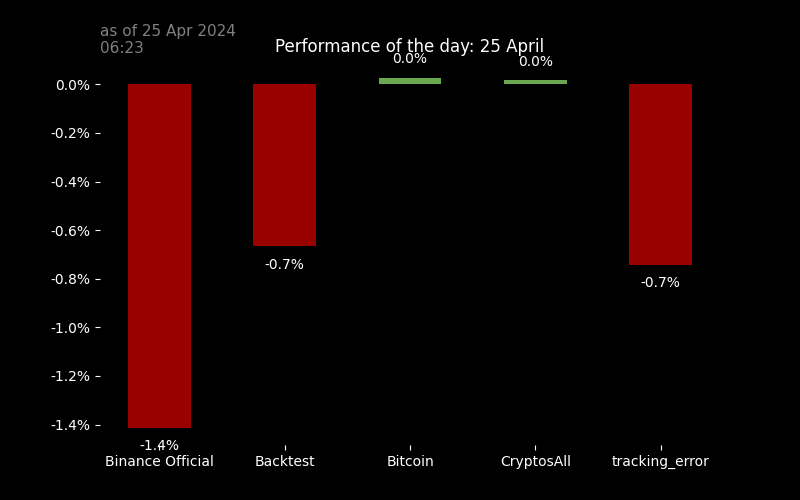 as of 25 Apr 2024
06:23
Performance of the day: 25 April
0.0%
0.0%
0.0%
-0.2%
-0.4%
-0.6%
-0.7%
-0.8%
-0.7%
-1.0%
-1.2%
-1.4%
-1.4%
Binance Official
Backtest
Bitcoin
CryptosAll
tracking_error